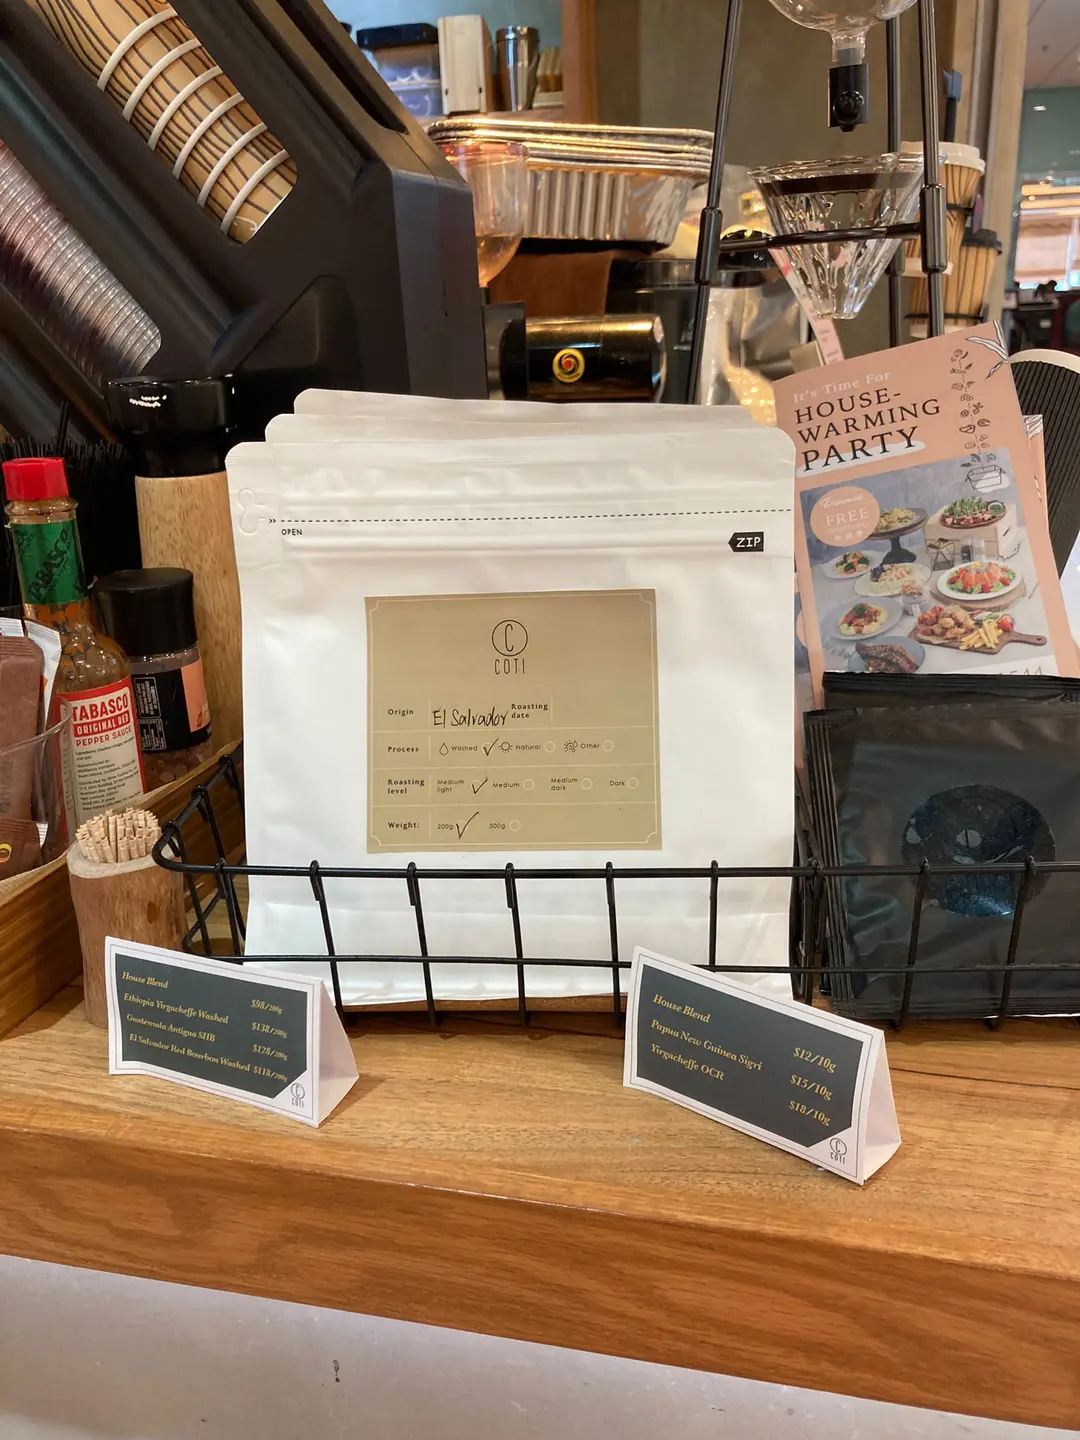 It's Time For
HOUSE-
WARMING
PARTY
FREE
OPEN
ZIP
C
COTI
Origin El Salvador Roasting date
Process Washed ✓ Natural Other
Roasting level Medium light ✓ Medium Medium dark Dark
Weight: 200g ✓ 500g
TABASCO
TABASCO
ORIGINAL RED
PEPPER SAUCE
House Blend $98/200g
Ethiopia Yirgacheffe Washed $138/200g
Guatemala Antigua SHB $128/200g
El Salvador Red Bourbon Washed $118/200g
C
COTI
House Blend $12/10g
Papua New Guinea Sigri $15/10g
Yirgacheffe OCR $18/10g
C
COTI